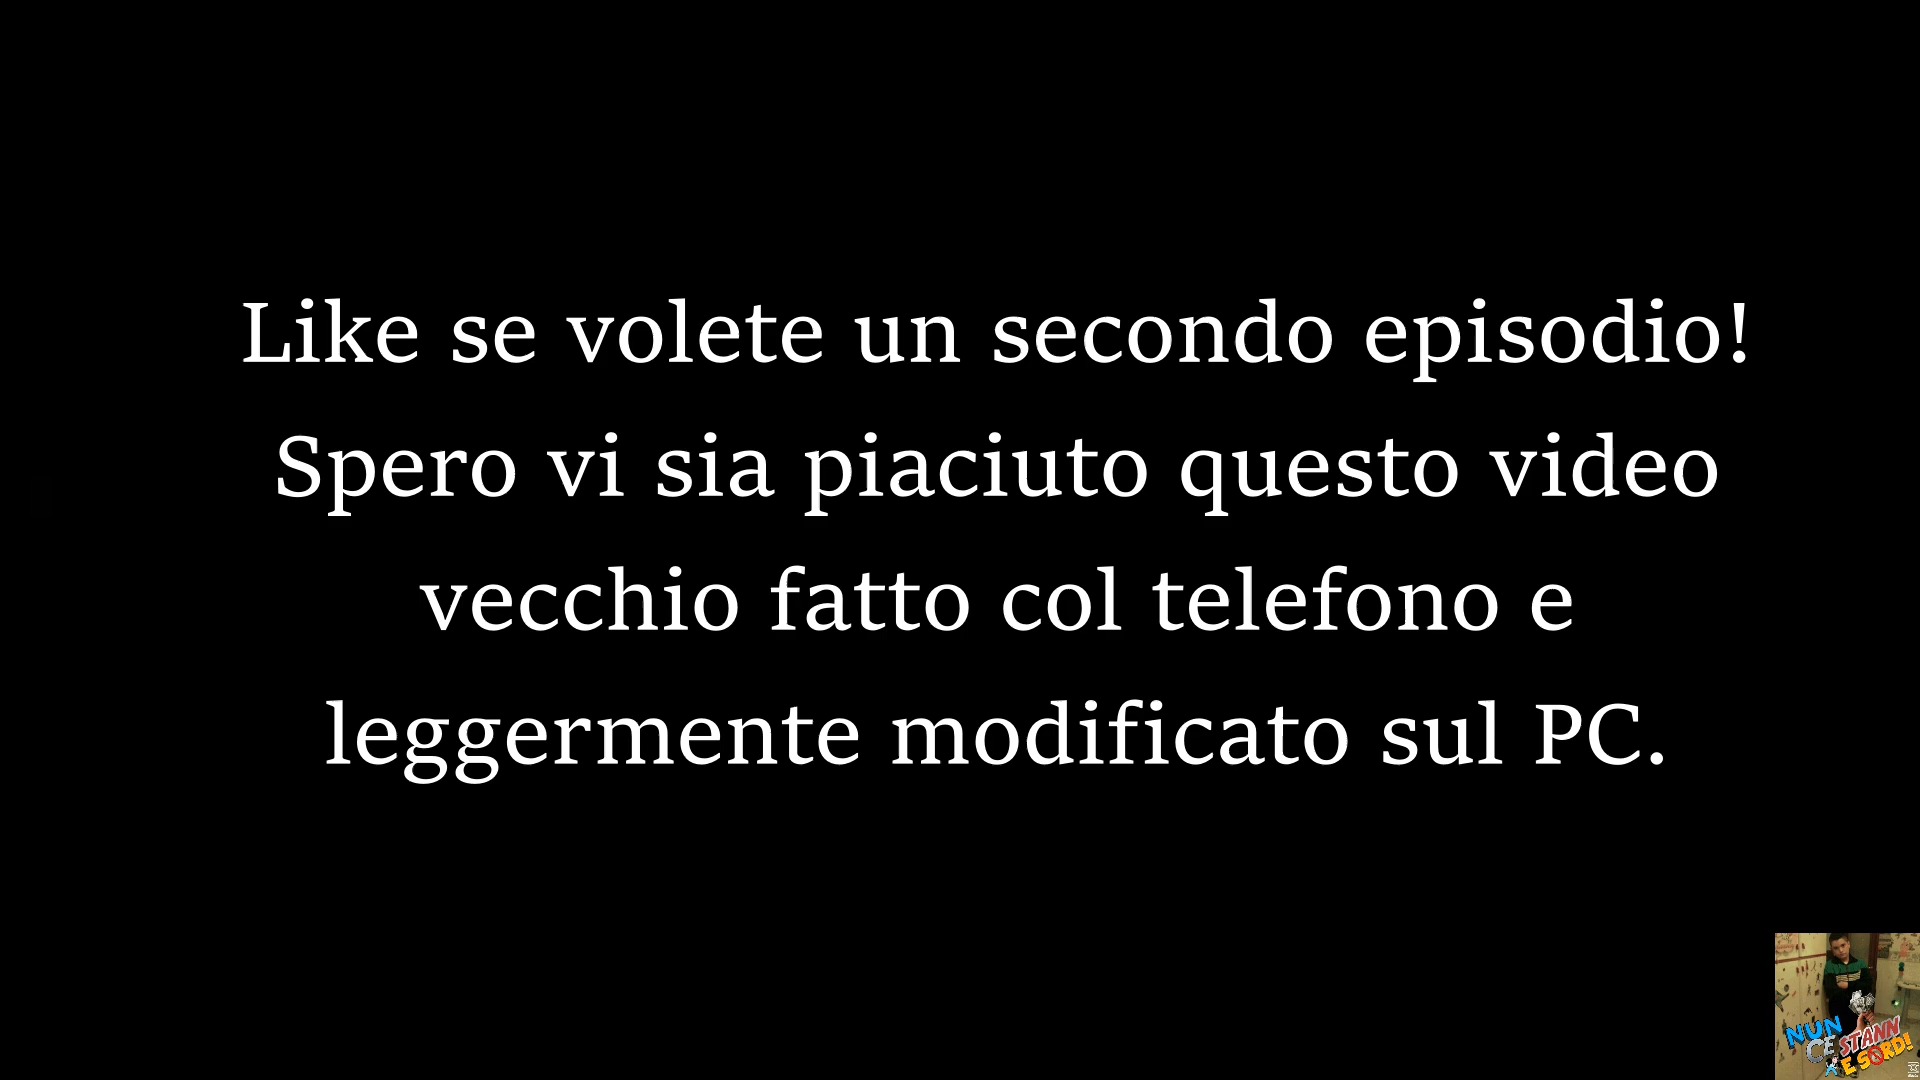 Like se volete un secondo episodio!
Spero vi sia piaciuto questo video
vecchio fatto col telefono e
leggermente modificato sul PC.
NUN
CE STANN
E SORD!